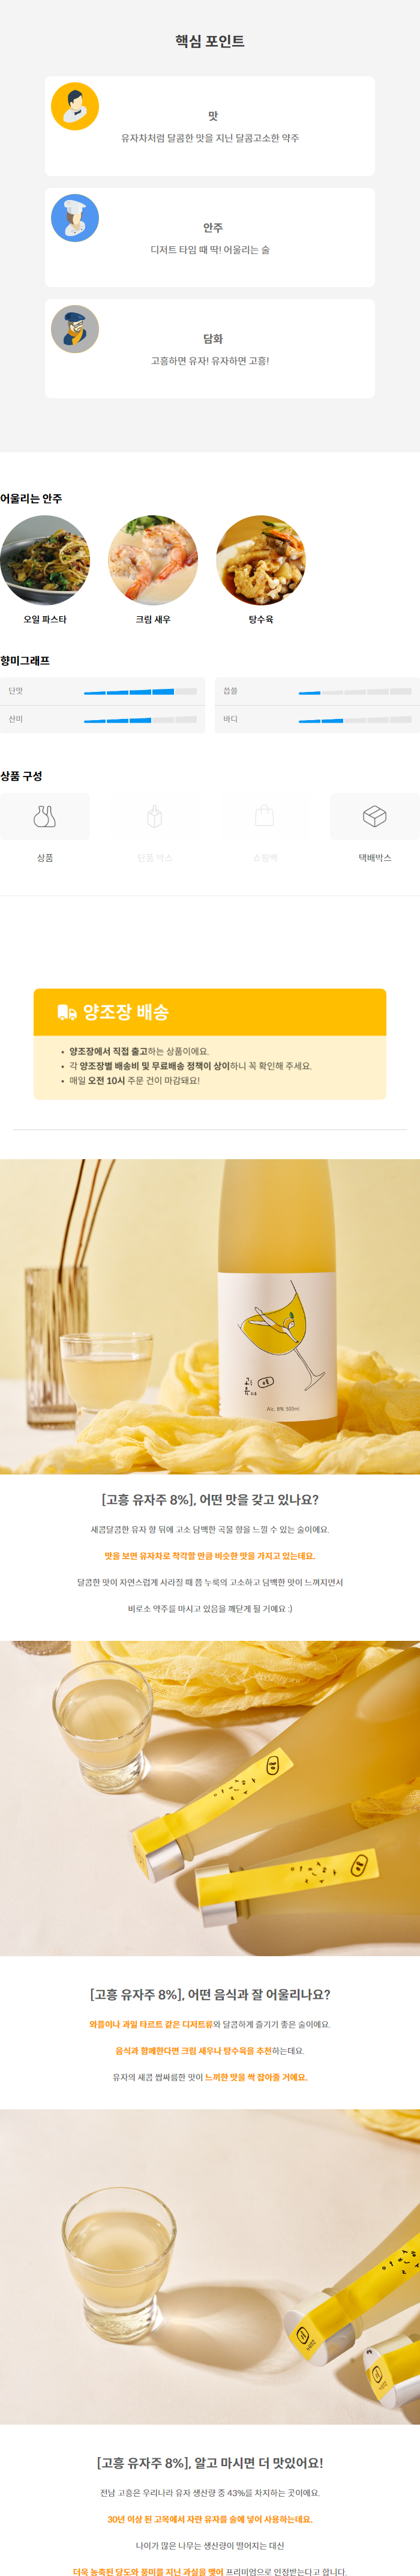 핵심 포인트
맛
유자차처럼 달콤한 맛을 지닌 달콤고소한 약주
안주
디저트 타임 때 딱! 어울리는 술
담화
고흥하면 유자! 유자하면 고흥!
어울리는 안주
오일 파스타
크림 새우
탕수육
향미그래프
단맛
씁쓸
산미
바디
상품 구성
상품
단품 박스
쇼핑백
택배박스
양조장 배송
양조장에서 직접 출고하는 상품이에요.
각 양조장별 배송비 및 무료배송 정책이 상이하니 꼭 확인해 주세요.
매일 오전 10시 주문 건이 마감돼요!
Alc. 8% 500ml
[고흥 유자주 8%], 어떤 맛을 갖고 있나요?
새콤달콤한 유자 향 뒤에 고소 담백한 곡물 향을 느낄 수 있는 술이에요.
맛을 보면 유자차로 착각할 만큼 비슷한 맛을 가지고 있는데요.
달콤한 맛이 자연스럽게 사라질 때 쯤 누룩의 고소하고 담백한 맛이 느껴지면서
비로소 약주를 마시고 있음을 깨닫게 될 거예요 :)
[고흥 유자주 8%], 어떤 음식과 잘 어울리나요?
와플이나 과일 타르트 같은 디저트류와 달콤하게 즐기기 좋은 술이에요.
음식과 함께한다면 크림 새우나 탕수육을 추천하는데요.
유자의 새콤 쌉싸름한 맛이 느끼한 맛을 싹 잡아줄 거예요.
[고흥 유자주 8%], 알고 마시면 더 맛있어요!
전남 고흥은 우리나라 유자 생산량 중 43%를 차지하는 곳이에요.
30년 이상 된 고목에서 자란 유자를 술에 넣어 사용하는데요.
나이가 많은 나무는 생산량이 떨어지는 대신
더욱 농축된 당도와 풍미를 지닌 과실을 맺어 프리미엄으로 인정받는다고 합니다.